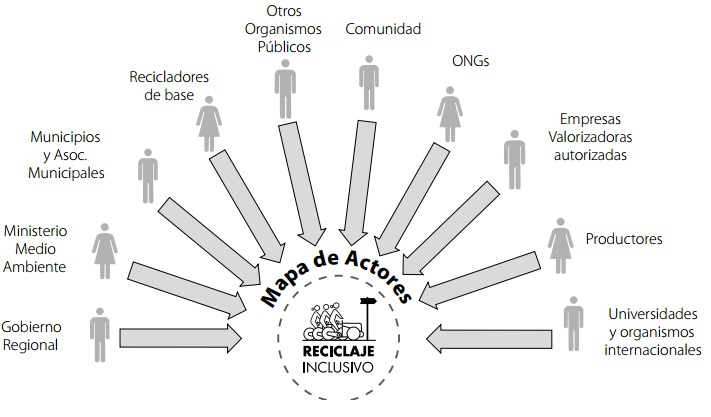 Otros
Organismos
Públicos
Comunidad
ONGs
Recicladores
de base
Empresas
Valorizadoras
autorizadas
Municipios
y Asoc.
Municipales
Ministerio
Medio
Ambiente
Productores
Gobierno
Regional
Universidades
y organismos
internacionales
Mapa de Actores
RECICLAJE
INCLUSIVO